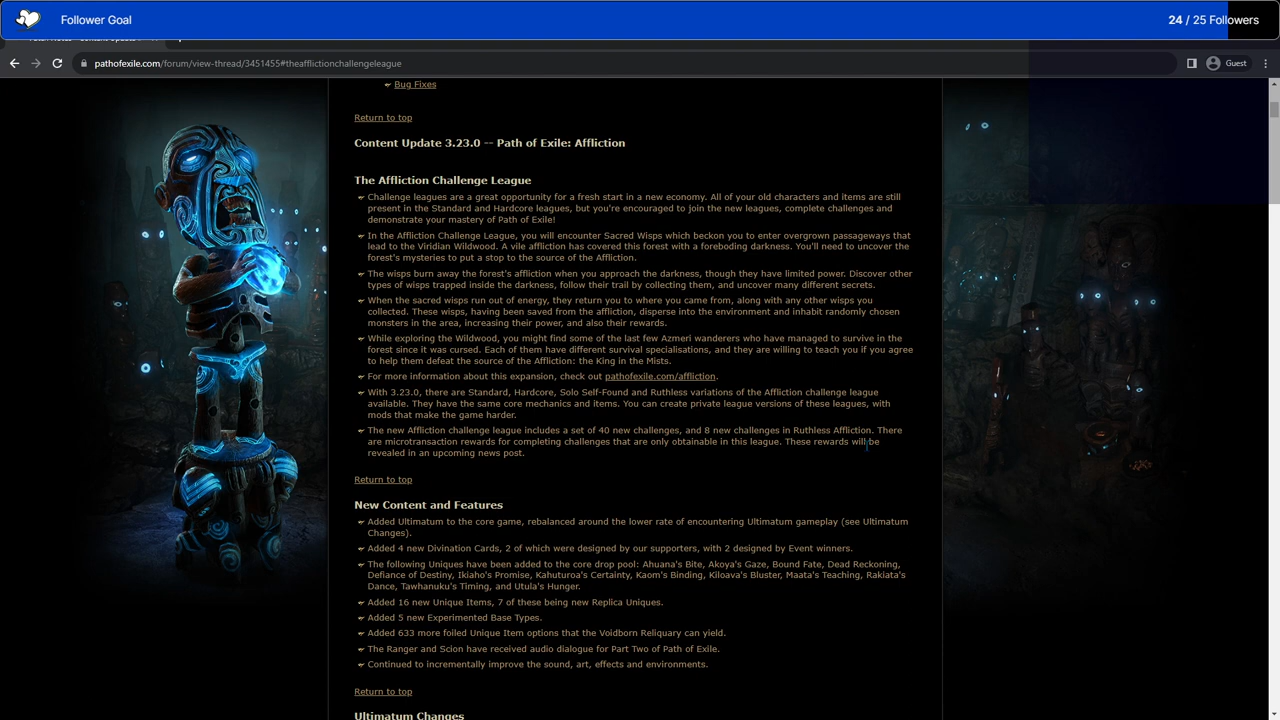 Follower Goal
24 / 25 Followers
pathofexile.com/forum/view-thread/3451455#theafflictionchallengeleague
Guest
Bug Fixes
Return to top
Content Update 3.23.0 -- Path of Exile: Affliction
The Affliction Challenge League
Challenge leagues are a great opportunity for a fresh start in a new economy. All of your old characters and items are still
present in the Standard and Hardcore leagues, but you're encouraged to join the new leagues, complete challenges and
demonstrate your mastery of Path of Exile!
In the Affliction Challenge League, you will encounter Sacred Wisps which beckon you to enter overgrown passageways that
lead to the Viridian Wildwood. A vile affliction has covered this forest with a foreboding darkness. You'll need to uncover the
forest's mysteries to put a stop to the source of the Affliction.
The wisps burn away the forest's affliction when you approach the darkness, though they have limited power. Discover other
types of wisps trapped inside the darkness, follow their trail by collecting them, and uncover many different secrets.
When the sacred wisps run out of energy, they return you to where you came from, along with any other wisps you
collected. These wisps, having been saved from the affliction, disperse into the environment and inhabit randomly chosen
monsters in the area, increasing their power, and also their rewards.
While exploring the Wildwood, you might find some of the last few Azmeri wanderers who have managed to survive in the
forest since it was cursed. Each of them have different survival specialisations, and they are willing to teach you if you agree
to help them defeat the source of the Affliction: the King in the Mists.
For more information about this expansion, check out pathofexile.com/affliction.
With 3.23.0, there are Standard, Hardcore, Solo Self-Found and Ruthless variations of the Affliction challenge league
available. They have the same core mechanics and items. You can create private league versions of these leagues, with
mods that make the game harder.
The new Affliction challenge league includes a set of 40 new challenges, and 8 new challenges in Ruthless Affliction. There
are microtransaction rewards for completing challenges that are only obtainable in this league. These rewards will be
revealed in an upcoming news post.
Return to top
New Content and Features
Added Ultimatum to the core game, rebalanced around the lower rate of encountering Ultimatum gameplay (see Ultimatum
Changes).
Added 4 new Divination Cards, 2 of which were designed by our supporters, with 2 designed by Event winners.
The following Uniques have been added to the core drop pool: Ahuana's Bite, Akoya's Gaze, Bound Fate, Dead Reckoning,
Defiance of Destiny, Ikiaho's Promise, Kahuturoa's Certainty, Kaom's Binding, Kiloava's Bluster, Maata's Teaching, Rakiata's
Dance, Tawhanuku's Timing, and Utula's Hunger.
Added 16 new Unique Items, 7 of these being new Replica Uniques.
Added 5 new Experimented Base Types.
Added 633 more foiled Unique Item options that the Voidborn Reliquary can yield.
The Ranger and Scion have received audio dialogue for Part Two of Path of Exile.
Continued to incrementally improve the sound, art, effects and environments.
Return to top
Ultimatum Changes